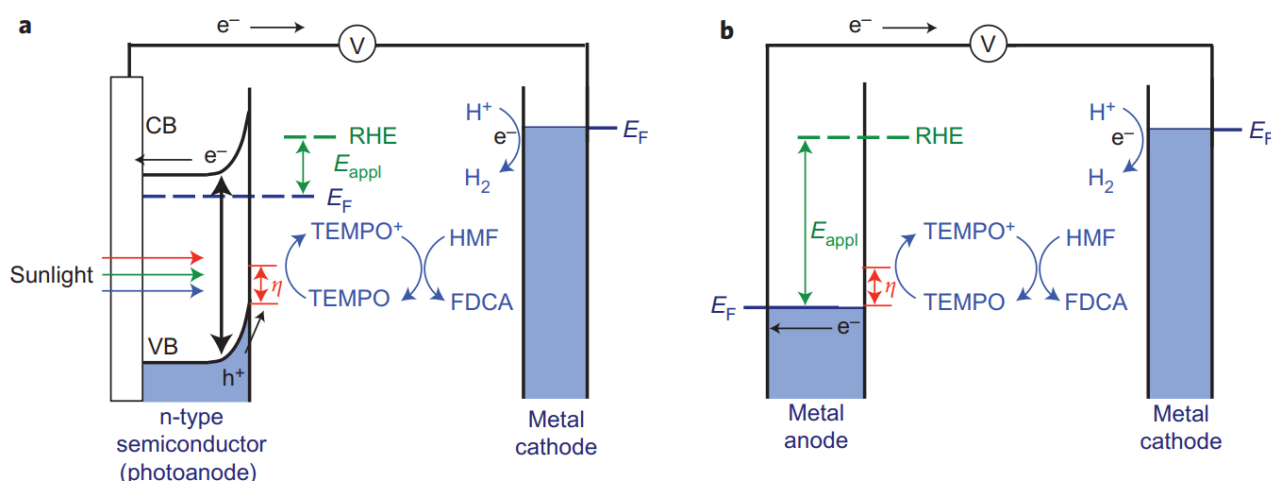 a
e⁻
V
CB
e⁻
RHE
E_appl
E_F
H⁺
e⁻
H₂
E_F
Sunlight
TEMPO⁺
HMF
η
TEMPO
FDCA
VB
h⁺
n-type
semiconductor
(photoanode)
Metal
cathode
b
e⁻
V
RHE
E_appl
H⁺
e⁻
H₂
E_F
TEMPO⁺
HMF
η
TEMPO
FDCA
E_F
e⁻
Metal
anode
Metal
cathode